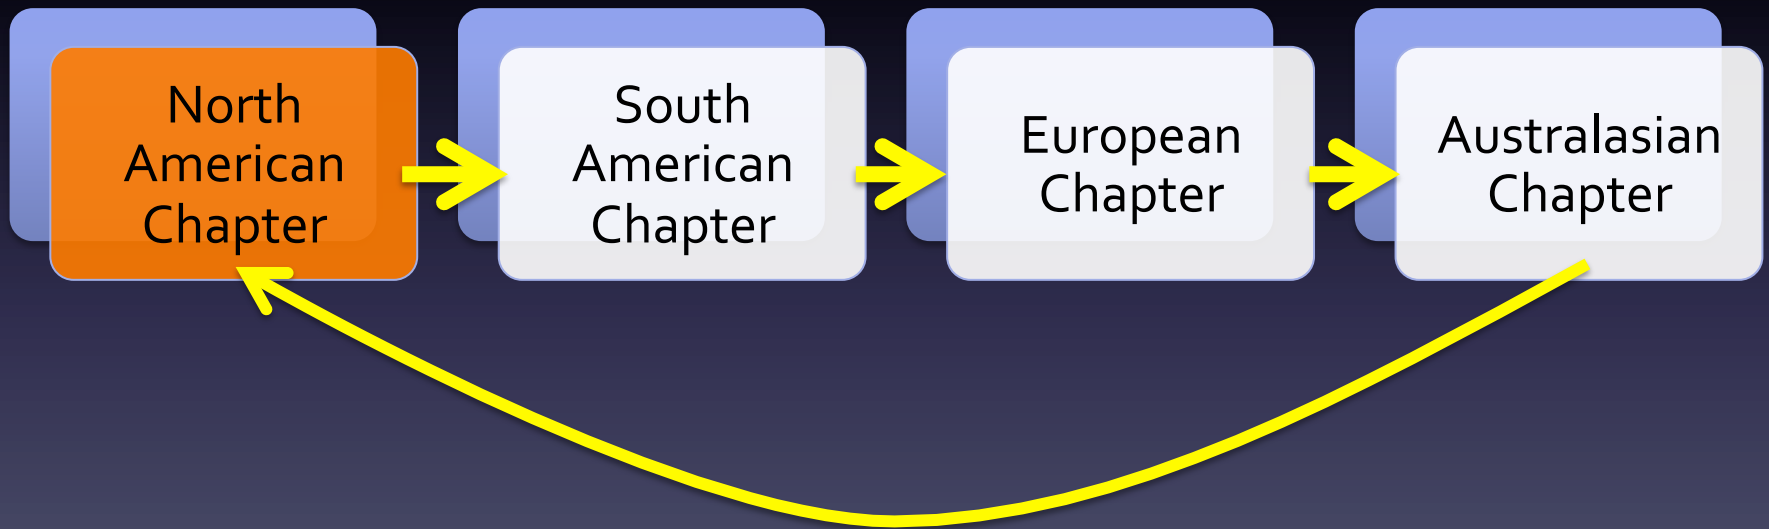 North
American
Chapter
South
American
Chapter
European
Chapter
Australasian
Chapter